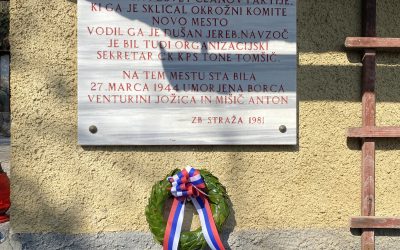 KI GA JE SKLICAL OKROŽNI KOMITE
NOVO MESTO
VODIL GA JE DUŠAN JEREB, NAVZOČ
JE BIL TUDI ORGANIZACIJSKI
SEKRETAR CK KPS TONE TOMŠIČ.
NA TEM MESTU STA BILA
27. MARCA 1944 UMORJENA BORCA
VENTURINI JOŽICA IN MIŠIČ ANTON
ZB STRAŽA 1981